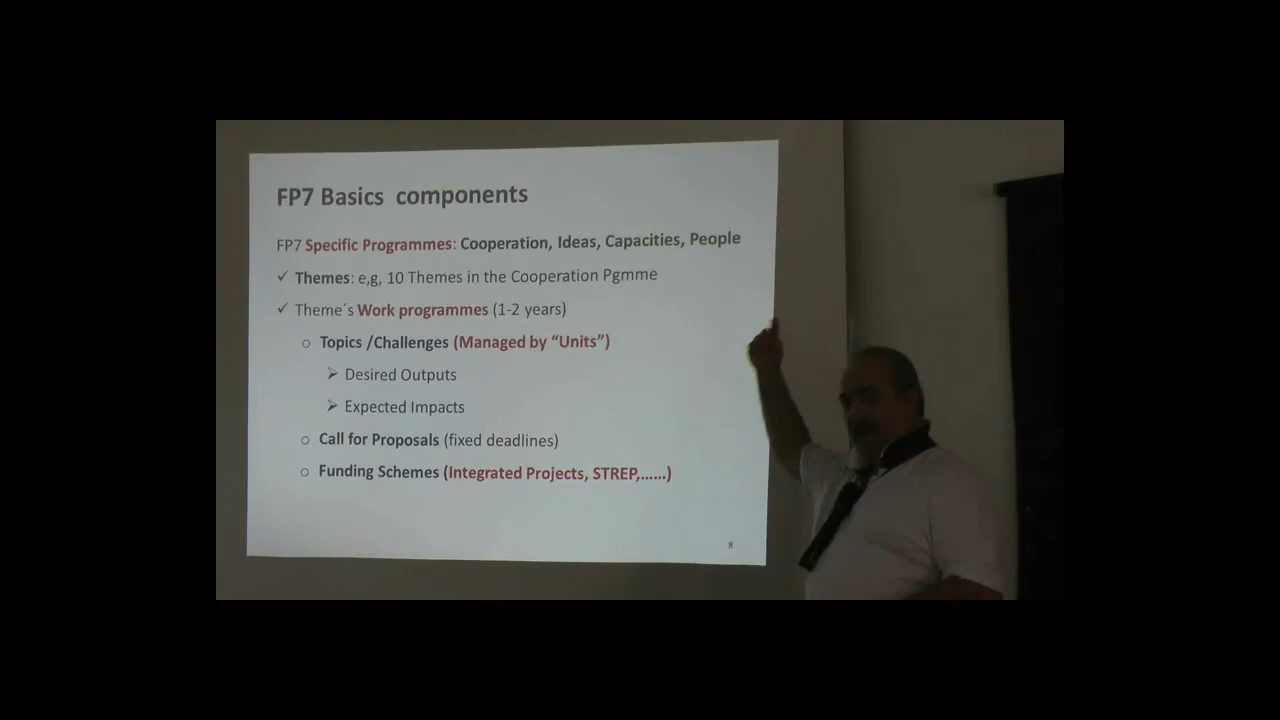 FP7 Basics components
FP7 Specific Programmes: Cooperation, Ideas, Capacities, People
✓ Themes: e,g, 10 Themes in the Cooperation Pgmme
✓ Theme´s Work programmes (1-2 years)
o Topics /Challenges (Managed by “Units”)
➢ Desired Outputs
➢ Expected Impacts
o Call for Proposals (fixed deadlines)
o Funding Schemes (Integrated Projects, STREP,......)
8